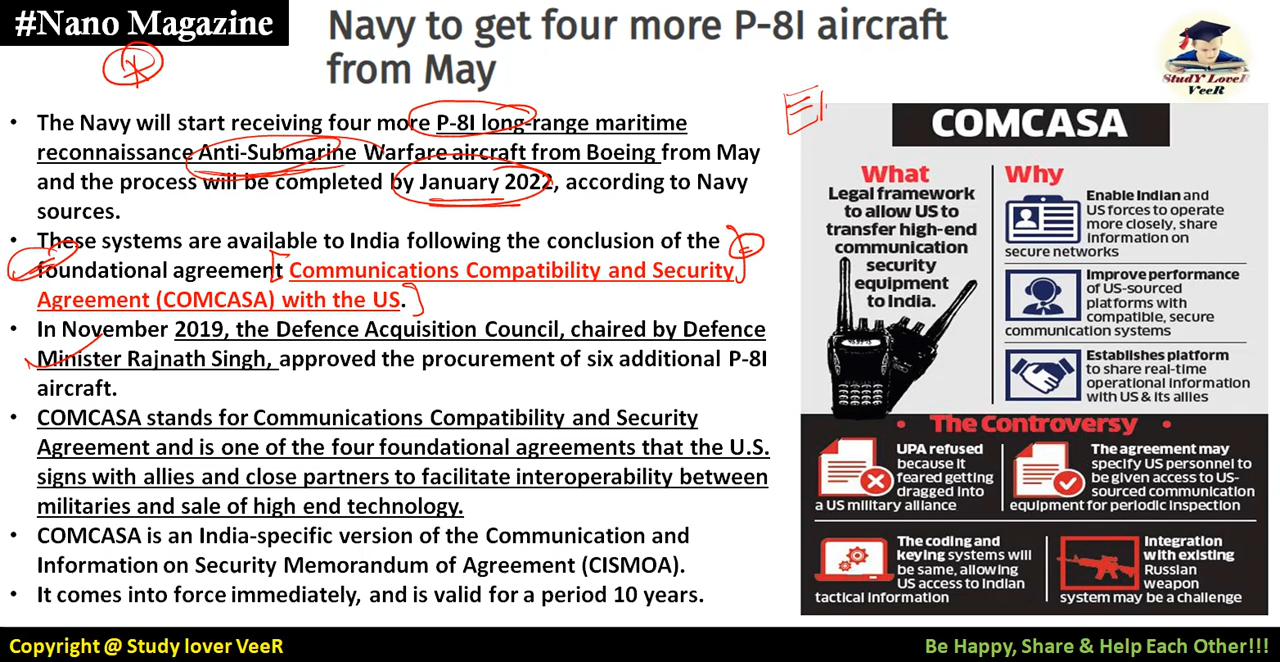 #Nano Magazine
Navy to get four more P-8I aircraft
from May
StudY LoveR
VeeR
• The Navy will start receiving four more P-8I long-range maritime
reconnaissance Anti-Submarine Warfare aircraft from Boeing from May
and the process will be completed by January 2022, according to Navy
sources.
• These systems are available to India following the conclusion of the
foundational agreement Communications Compatibility and Security
Agreement (COMCASA) with the US.
• In November 2019, the Defence Acquisition Council, chaired by Defence
Minister Rajnath Singh, approved the procurement of six additional P-8I
aircraft.
• COMCASA stands for Communications Compatibility and Security
Agreement and is one of the four foundational agreements that the U.S.
signs with allies and close partners to facilitate interoperability between
militaries and sale of high end technology.
• COMCASA is an India-specific version of the Communication and
Information on Security Memorandum of Agreement (CISMOA).
• It comes into force immediately, and is valid for a period 10 years.
COMCASA
What
Legal framework
to allow US to
transfer high-end
communication
security
equipment
to India.
Why
Enable Indian and
US forces to operate
more closely, share
information on
secure networks
Improve performance
of US-sourced
platforms with
compatible, secure
communication systems
Establishes platform
to share real-time
operational information
with US & its allies
• The Controversy •
UPA refused
because it
feared getting
dragged into
a US military alliance
The agreement may
specify US personnel to
be given access to US-
sourced communication
equipment for periodic inspection
The coding and
keying systems will
be same, allowing
US access to Indian
tactical information
Integration
with existing
Russian
weapon
system may be a challenge
Copyright @ Study lover VeeR
Be Happy, Share & Help Each Other!!!